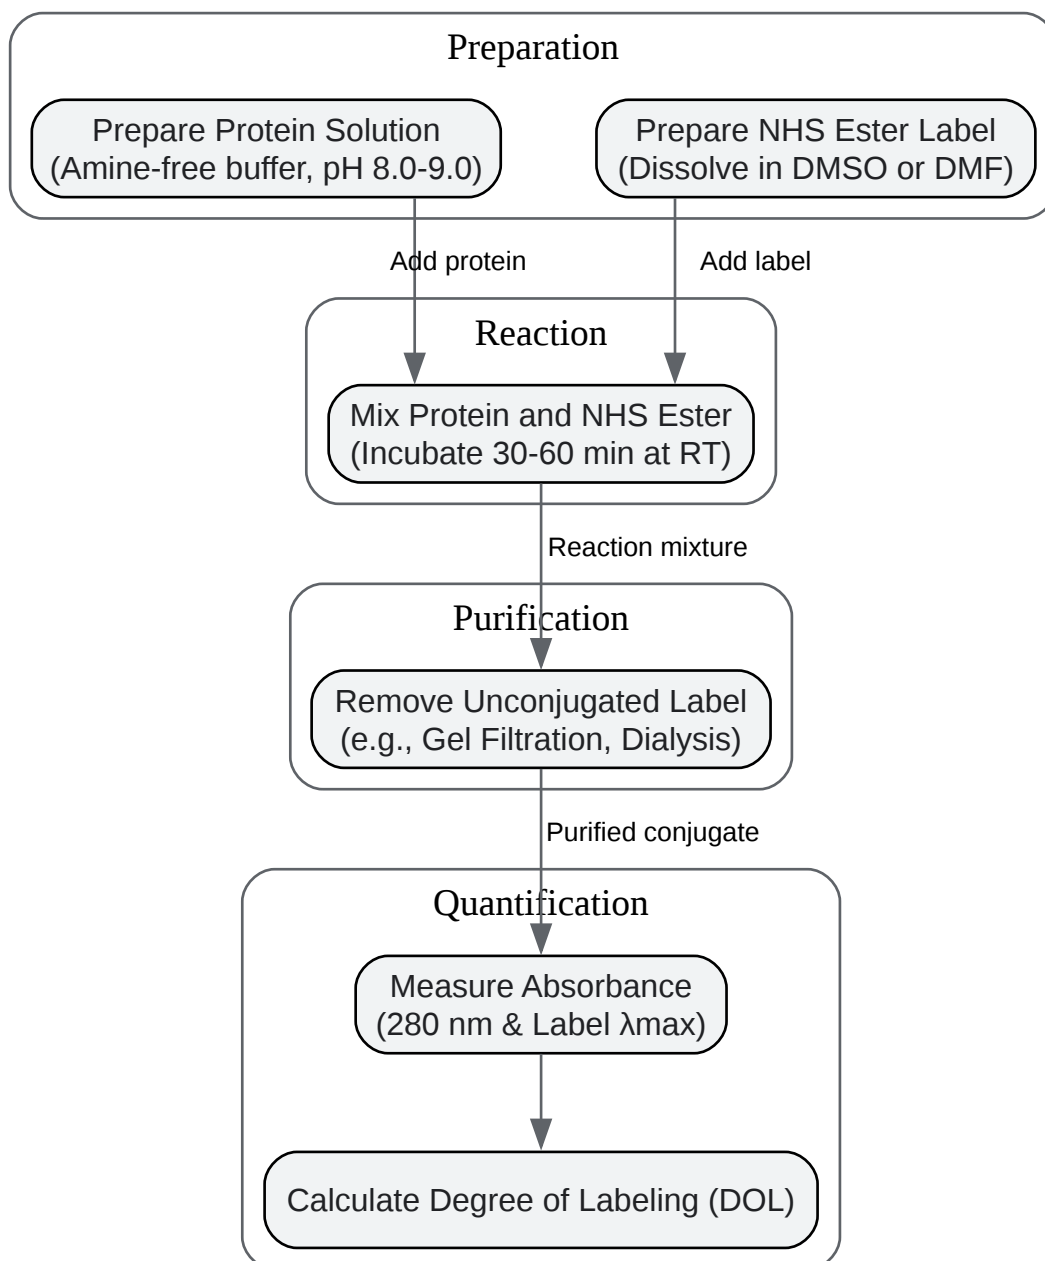 Preparation
Prepare Protein Solution
(Amine-free buffer, pH 8.0-9.0)
Prepare NHS Ester Label
(Dissolve in DMSO or DMF)
Add protein
Add label
Reaction
Mix Protein and NHS Ester
(Incubate 30-60 min at RT)
Reaction mixture
Purification
Remove Unconjugated Label
(e.g., Gel Filtration, Dialysis)
Purified conjugate
Quantification
Measure Absorbance
(280 nm & Label λmax)
Calculate Degree of Labeling (DOL)